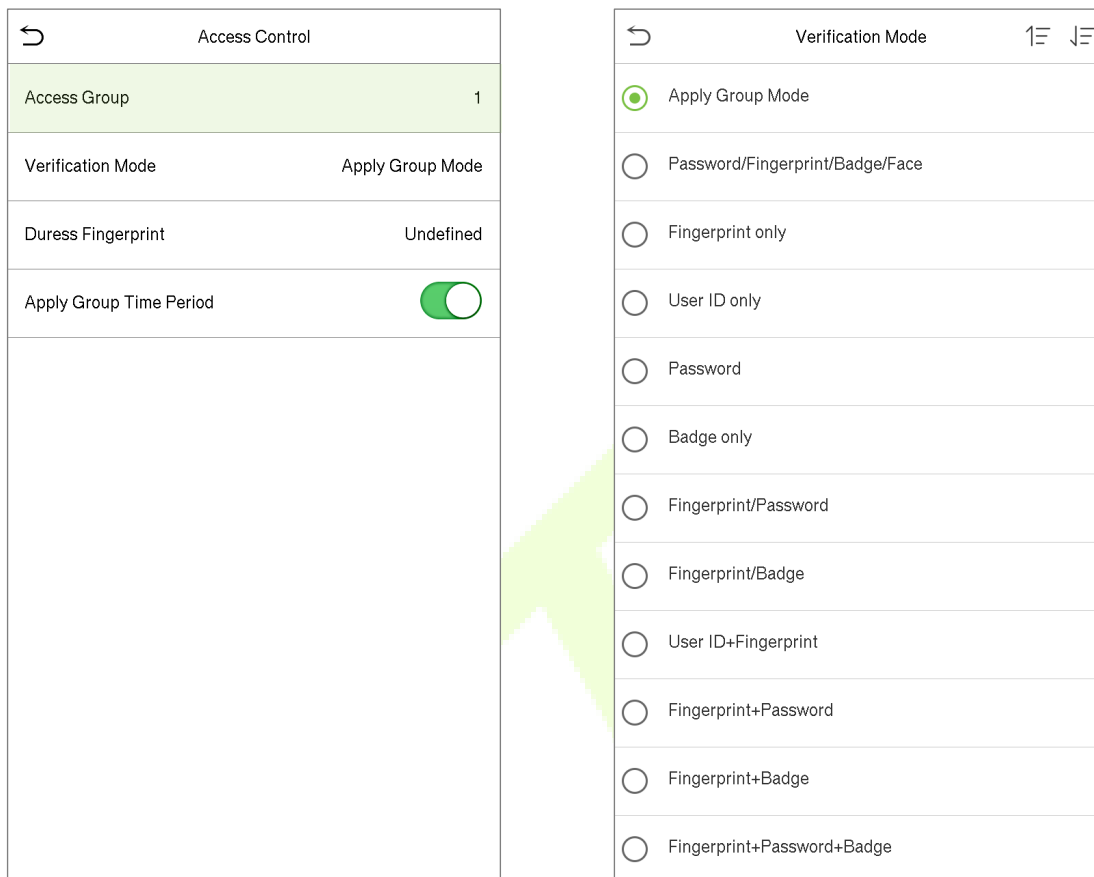 Access Control
Access Group 1
Verification Mode Apply Group Mode
Duress Fingerprint Undefined
Apply Group Time Period
Verification Mode
Apply Group Mode
Password/Fingerprint/Badge/Face
Fingerprint only
User ID only
Password
Badge only
Fingerprint/Password
Fingerprint/Badge
User ID+Fingerprint
Fingerprint+Password
Fingerprint+Badge
Fingerprint+Password+Badge